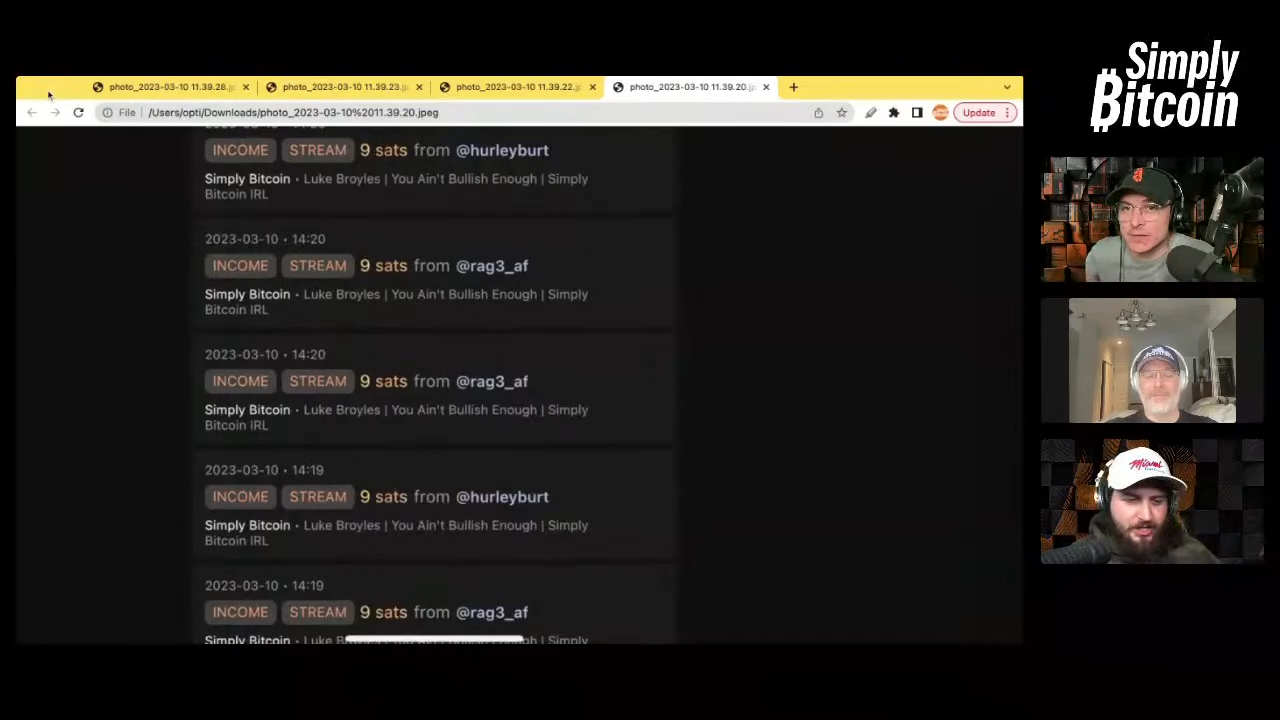 Simply
Bitcoin
photo_2023-03-10 11.39.28.j
photo_2023-03-10 11.39.23.j
photo_2023-03-10 11.39.22.j
photo_2023-03-10 11.39.20.j
File
/Users/opti/Downloads/photo_2023-03-10%2011.39.20.jpeg
Update
INCOME STREAM 9 sats from @hurleyburt
Simply Bitcoin • Luke Broyles | You Ain't Bullish Enough | Simply
Bitcoin IRL
2023-03-10 • 14:20
INCOME STREAM 9 sats from @rag3_af
Simply Bitcoin • Luke Broyles | You Ain't Bullish Enough | Simply
Bitcoin IRL
2023-03-10 • 14:20
INCOME STREAM 9 sats from @rag3_af
Simply Bitcoin • Luke Broyles | You Ain't Bullish Enough | Simply
Bitcoin IRL
2023-03-10 • 14:19
INCOME STREAM 9 sats from @hurleyburt
Simply Bitcoin • Luke Broyles | You Ain't Bullish Enough | Simply
Bitcoin IRL
2023-03-10 • 14:19
INCOME STREAM 9 sats from @rag3_af
Simply Bitcoin • Luke
Simply
Miami